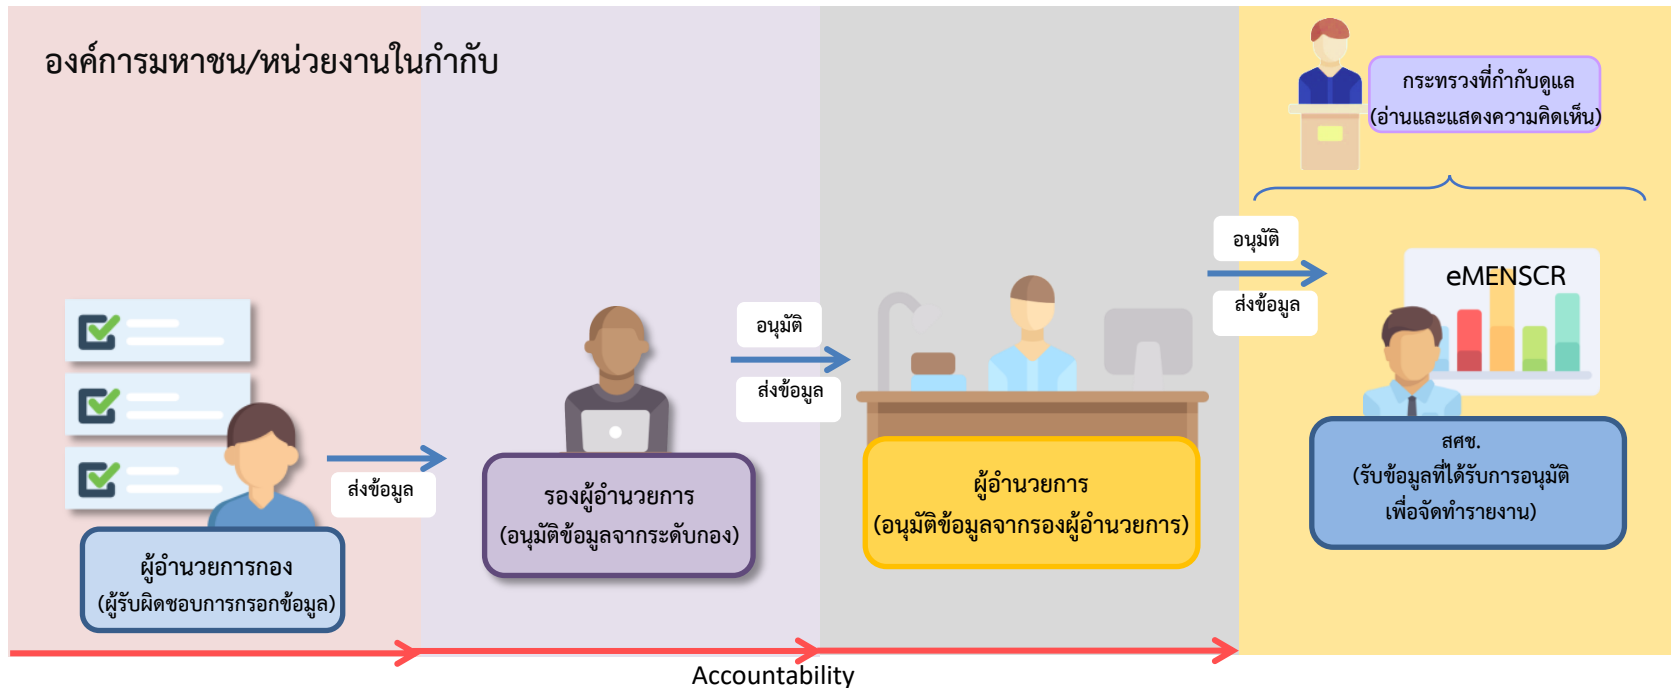 องค์การมหาชน/หน่วยงานในกำกับ
กระทรวงที่กำกับดูแล
(อ่านและแสดงความคิดเห็น)
อนุมัติ
ส่งข้อมูล
eMENSCR
อนุมัติ
ส่งข้อมูล
ส่งข้อมูล
ผู้อำนวยการกอง
(ผู้รับผิดชอบการกรอกข้อมูล)
รองผู้อำนวยการ
(อนุมัติข้อมูลจากระดับกอง)
ผู้อำนวยการ
(อนุมัติข้อมูลจากรองผู้อำนวยการ)
สศช.
(รับข้อมูลที่ได้รับการอนุมัติ
เพื่อจัดทำรายงาน)
Accountability